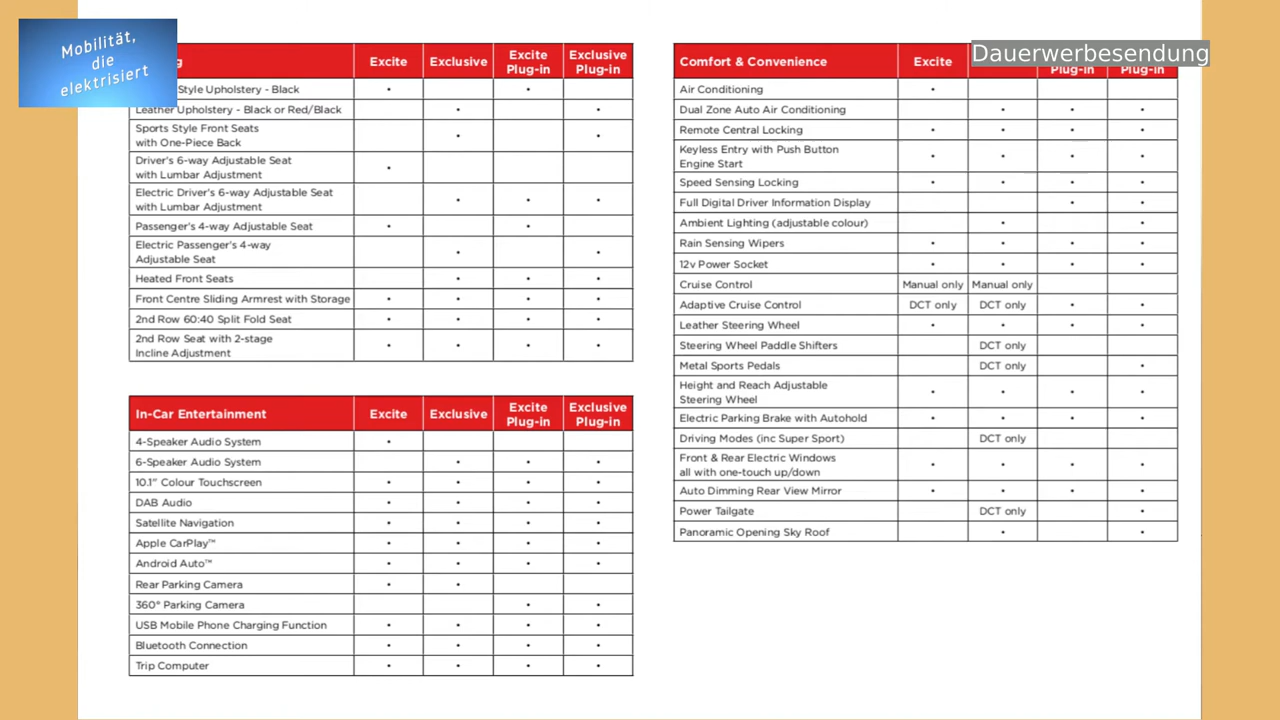 Mobilität,
die
elektrisiert
Dauerwerbesendung
Excite Exclusive Excite Plug-in Exclusive Plug-in
Style Upholstery - Black • •
Leather Upholstery - Black or Red/Black • •
Sports Style Front Seats
with One-Piece Back • •
Driver's 6-way Adjustable Seat
with Lumbar Adjustment •
Electric Driver's 6-way Adjustable Seat
with Lumbar Adjustment • • •
Passenger's 4-way Adjustable Seat • •
Electric Passenger's 4-way
Adjustable Seat • •
Heated Front Seats • • •
Front Centre Sliding Armrest with Storage • • • •
2nd Row 60:40 Split Fold Seat • • • •
2nd Row Seat with 2-stage
Incline Adjustment • • • •
In-Car Entertainment Excite Exclusive Excite Plug-in Exclusive Plug-in
4-Speaker Audio System •
6-Speaker Audio System • • •
10.1" Colour Touchscreen • • • •
DAB Audio • • • •
Satellite Navigation • • • •
Apple CarPlay™ • • • •
Android Auto™ • • • •
Rear Parking Camera • •
360° Parking Camera • •
USB Mobile Phone Charging Function • • • •
Bluetooth Connection • • • •
Trip Computer • • • •
Comfort & Convenience Excite Plug-in Plug-in
Air Conditioning •
Dual Zone Auto Air Conditioning • • •
Remote Central Locking • • • •
Keyless Entry with Push Button
Engine Start • • • •
Speed Sensing Locking • • • •
Full Digital Driver Information Display • •
Ambient Lighting (adjustable colour) • •
Rain Sensing Wipers • • • •
12v Power Socket • • • •
Cruise Control Manual only Manual only
Adaptive Cruise Control DCT only DCT only • •
Leather Steering Wheel • • • •
Steering Wheel Paddle Shifters DCT only
Metal Sports Pedals DCT only •
Height and Reach Adjustable
Steering Wheel • • • •
Electric Parking Brake with Autohold • • • •
Driving Modes (inc Super Sport) DCT only
Front & Rear Electric Windows
all with one-touch up/down • • • •
Auto Dimming Rear View Mirror • • • •
Power Tailgate DCT only •
Panoramic Opening Sky Roof • •